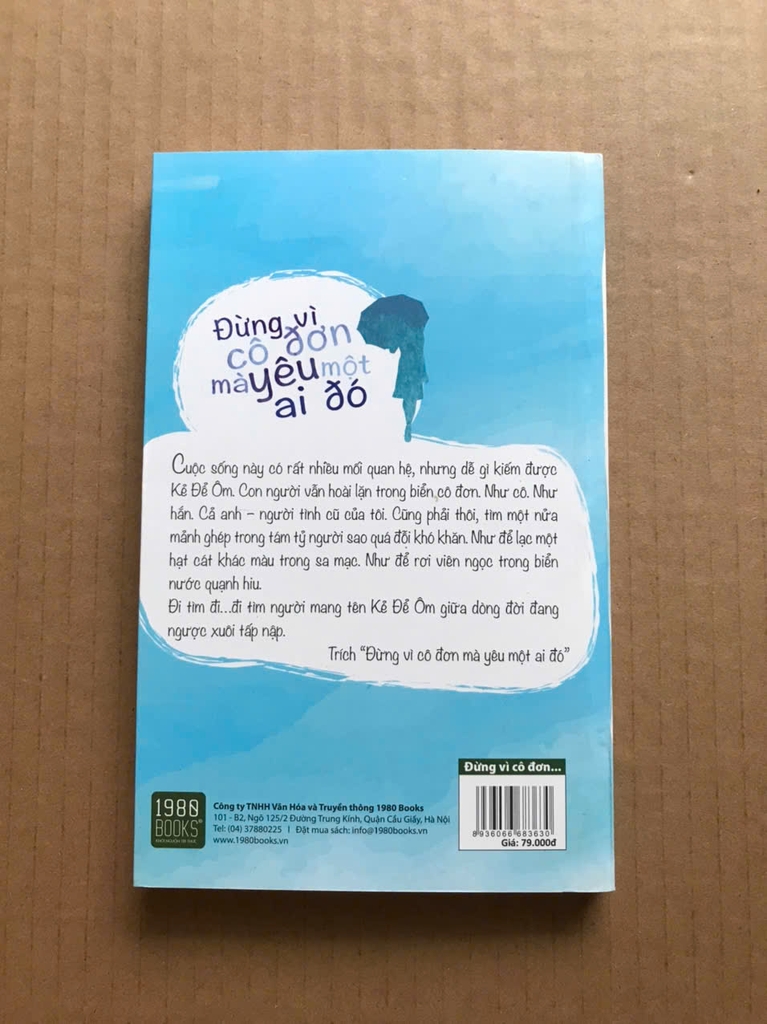 Đừng vì
cô đơn
mà yêu một
ai đó
Cuộc sống này có rất nhiều mối quan hệ, nhưng dễ gì kiếm được
Kẻ Để Ôm. Con người vẫn hoài lặn trong biển cô đơn. Như cô. Như
hắn. Cả anh – người tình cũ của tôi. Cũng phải thôi, tìm một nửa
mảnh ghép trong tám tỷ người sao quá đỗi khó khăn. Như để lạc một
hạt cát khác màu trong sa mạc. Như để rơi viên ngọc trong biển
nước quạnh hiu.
Đi tìm đi...đi tìm người mang tên Kẻ Để Ôm giữa dòng đời đang
ngược xuôi tấp nập.
Trích "Đừng vì cô đơn mà yêu một ai đó"
1980
BOOKS®
KHƠI NGUỒN TRI THỨC
Công ty TNHH Văn Hóa và Truyền thông 1980 Books
101 - B2, Ngõ 125/2 Đường Trung Kính, Quận Cầu Giấy, Hà Nội
Tel: (04) 37880225 | Đặt mua sách: info@1980books.vn
www.1980books.vn
Đừng vì cô đơn...
8936066683630
Giá: 79.000đ